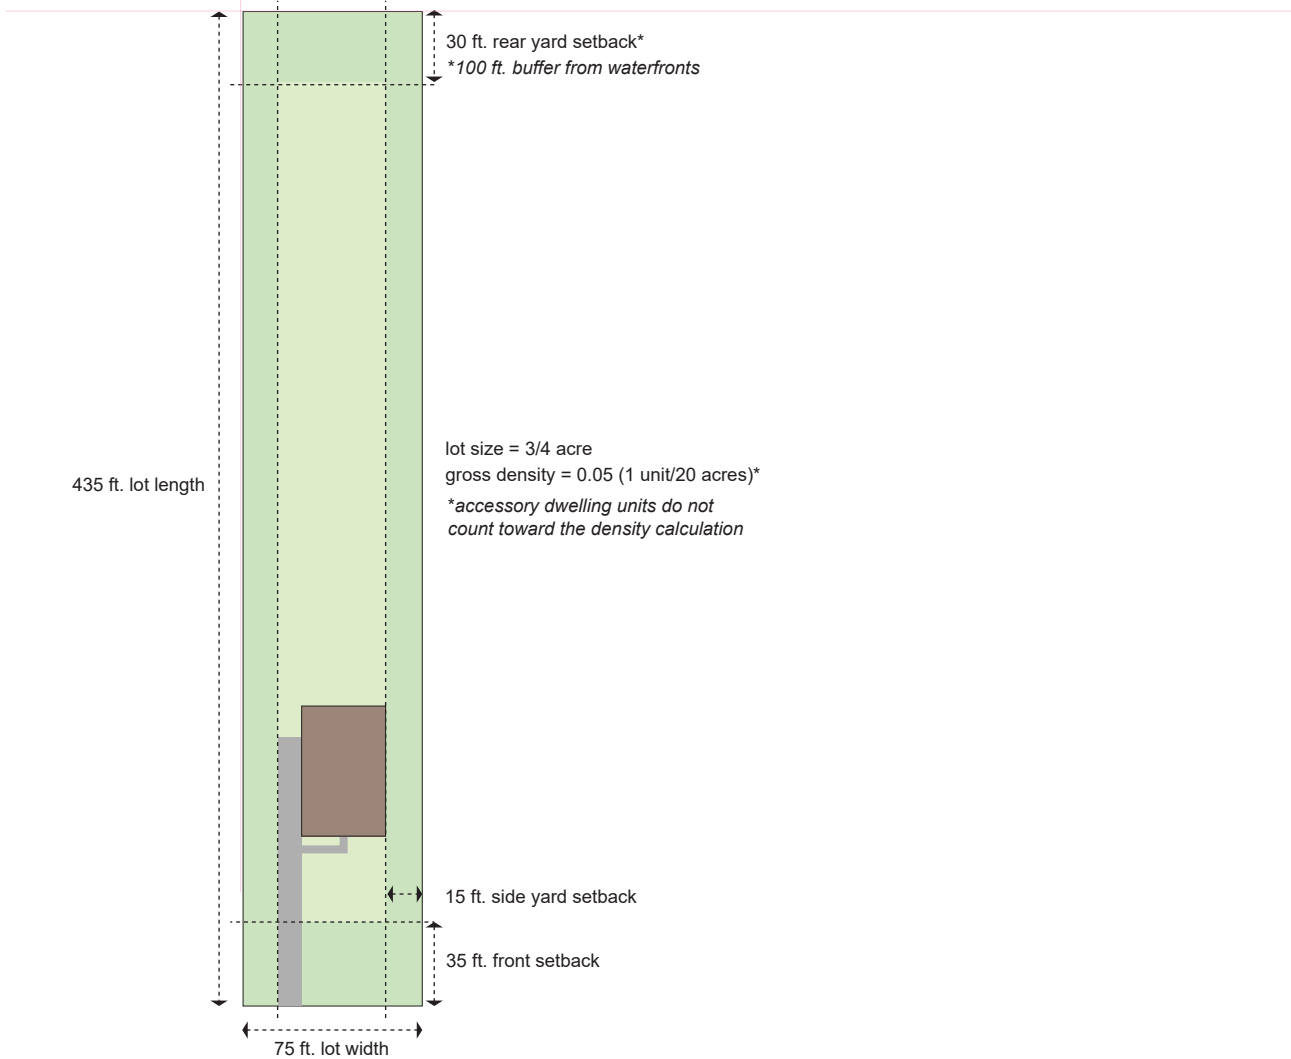 30 ft. rear yard setback*
*100 ft. buffer from waterfronts
lot size = 3/4 acre
gross density = 0.05 (1 unit/20 acres)*
*accessory dwelling units do not
count toward the density calculation
435 ft. lot length
15 ft. side yard setback
35 ft. front setback
75 ft. lot width